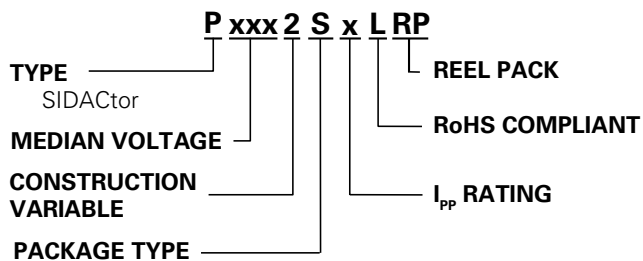 P xxx 2 S x L RP
TYPE
SIDACtor
MEDIAN VOLTAGE
CONSTRUCTION
VARIABLE
PACKAGE TYPE
REEL PACK
RoHS COMPLIANT
IPP RATING